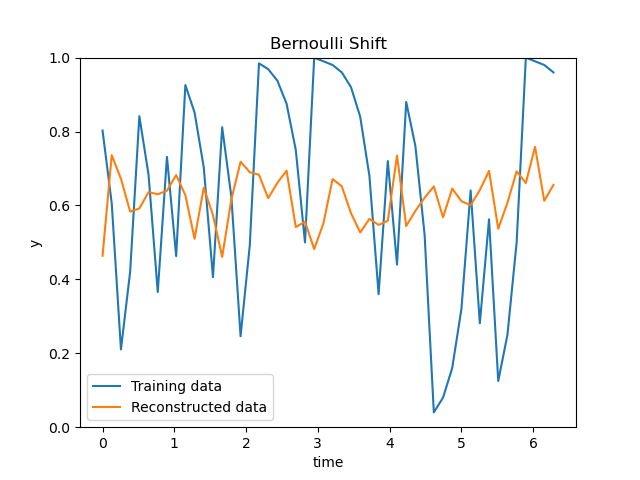 Bernoulli Shift
1.0
0.8
0.6
0.4
0.2
0.0
y
Training data
Reconstructed data
0 1 2 3 4 5 6
time